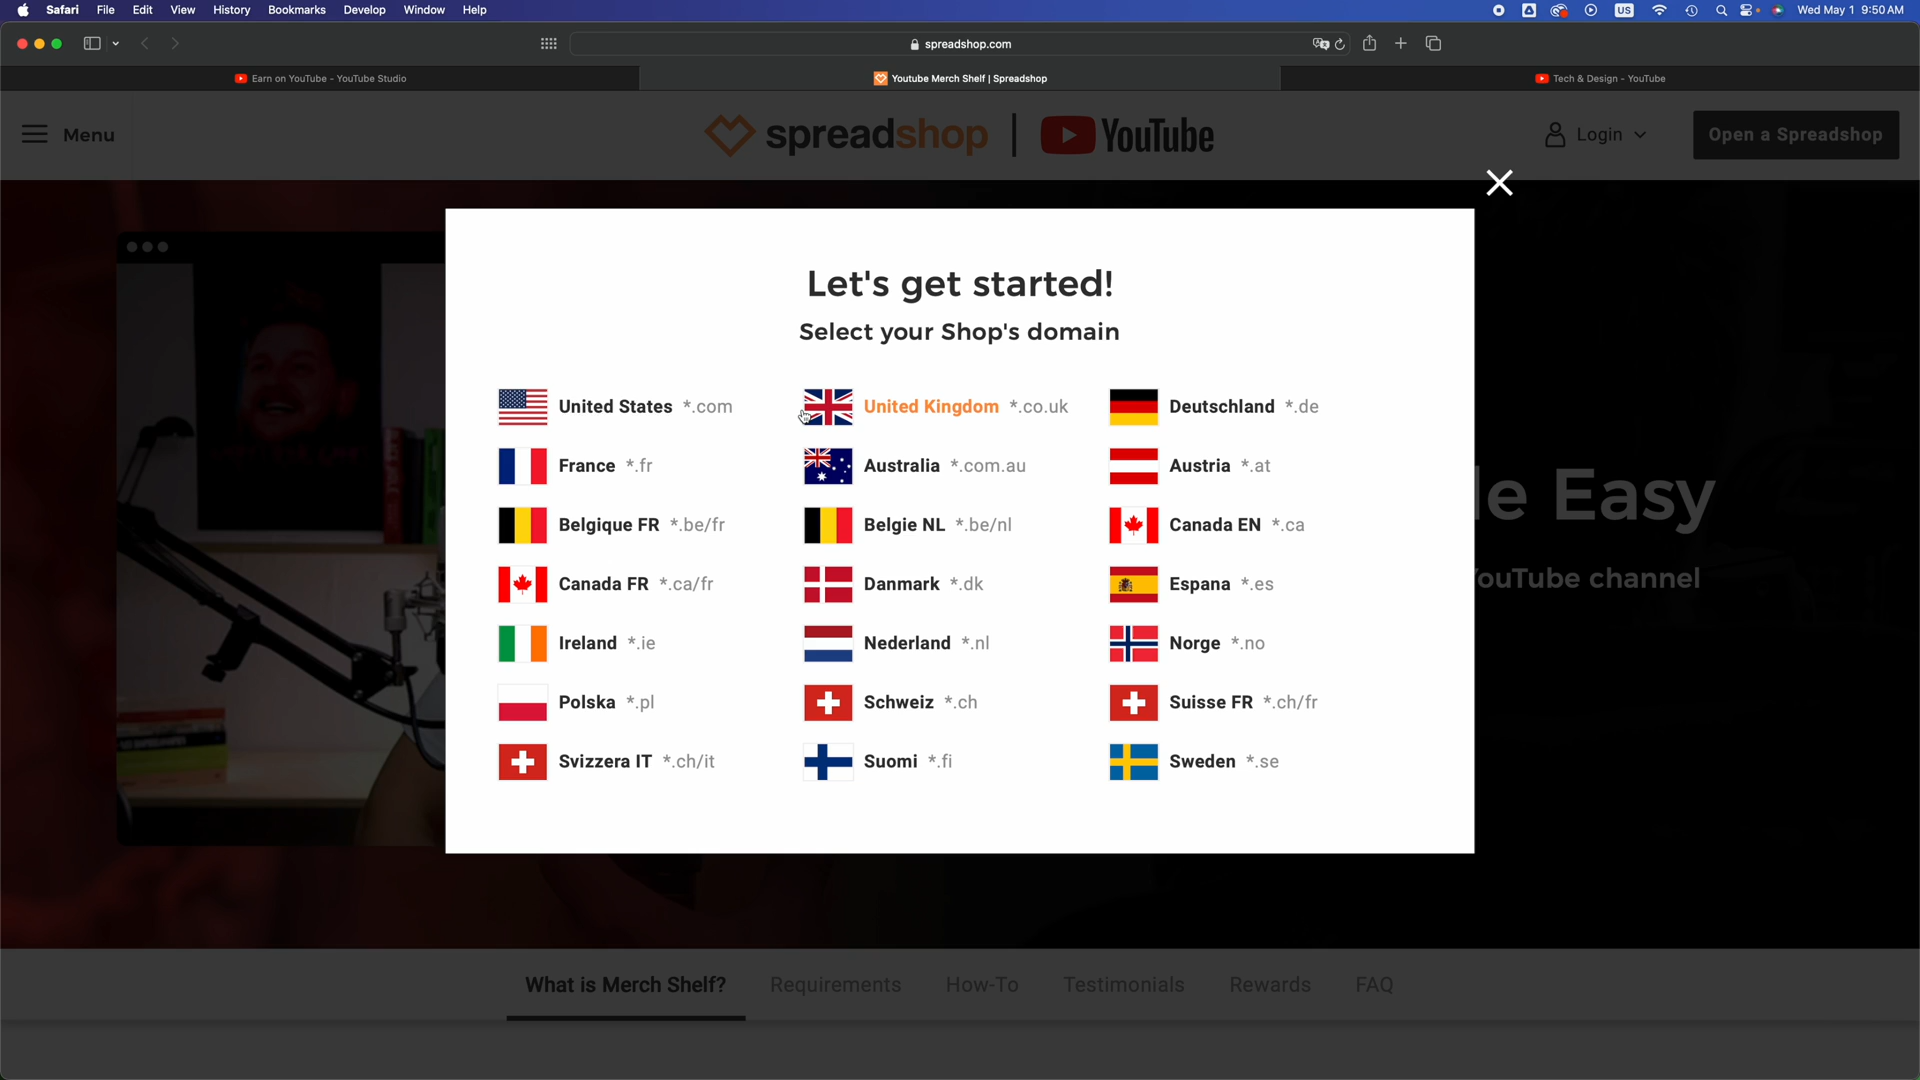 Safari File Edit View History Bookmarks Develop Window Help US Wed May 1 9:50 AM
spreadshop.com
Earn on YouTube - YouTube Studio
Youtube Merch Shelf | Spreadshop
Tech & Design - YouTube
Menu
spreadshop | YouTube
Login
Open a Spreadshop
Let's get started!
Select your Shop's domain
United States *.com
United Kingdom *.co.uk
Deutschland *.de
France *.fr
Australia *.com.au
Austria *.at
Belgique FR *.be/fr
Belgie NL *.be/nl
Canada EN *.ca
Canada FR *.ca/fr
Danmark *.dk
Espana *.es
Ireland *.ie
Nederland *.nl
Norge *.no
Polska *.pl
Schweiz *.ch
Suisse FR *.ch/fr
Svizzera IT *.ch/it
Suomi *.fi
Sweden *.se
e Easy
YouTube channel
What is Merch Shelf? Requirements How-To Testimonials Rewards FAQ